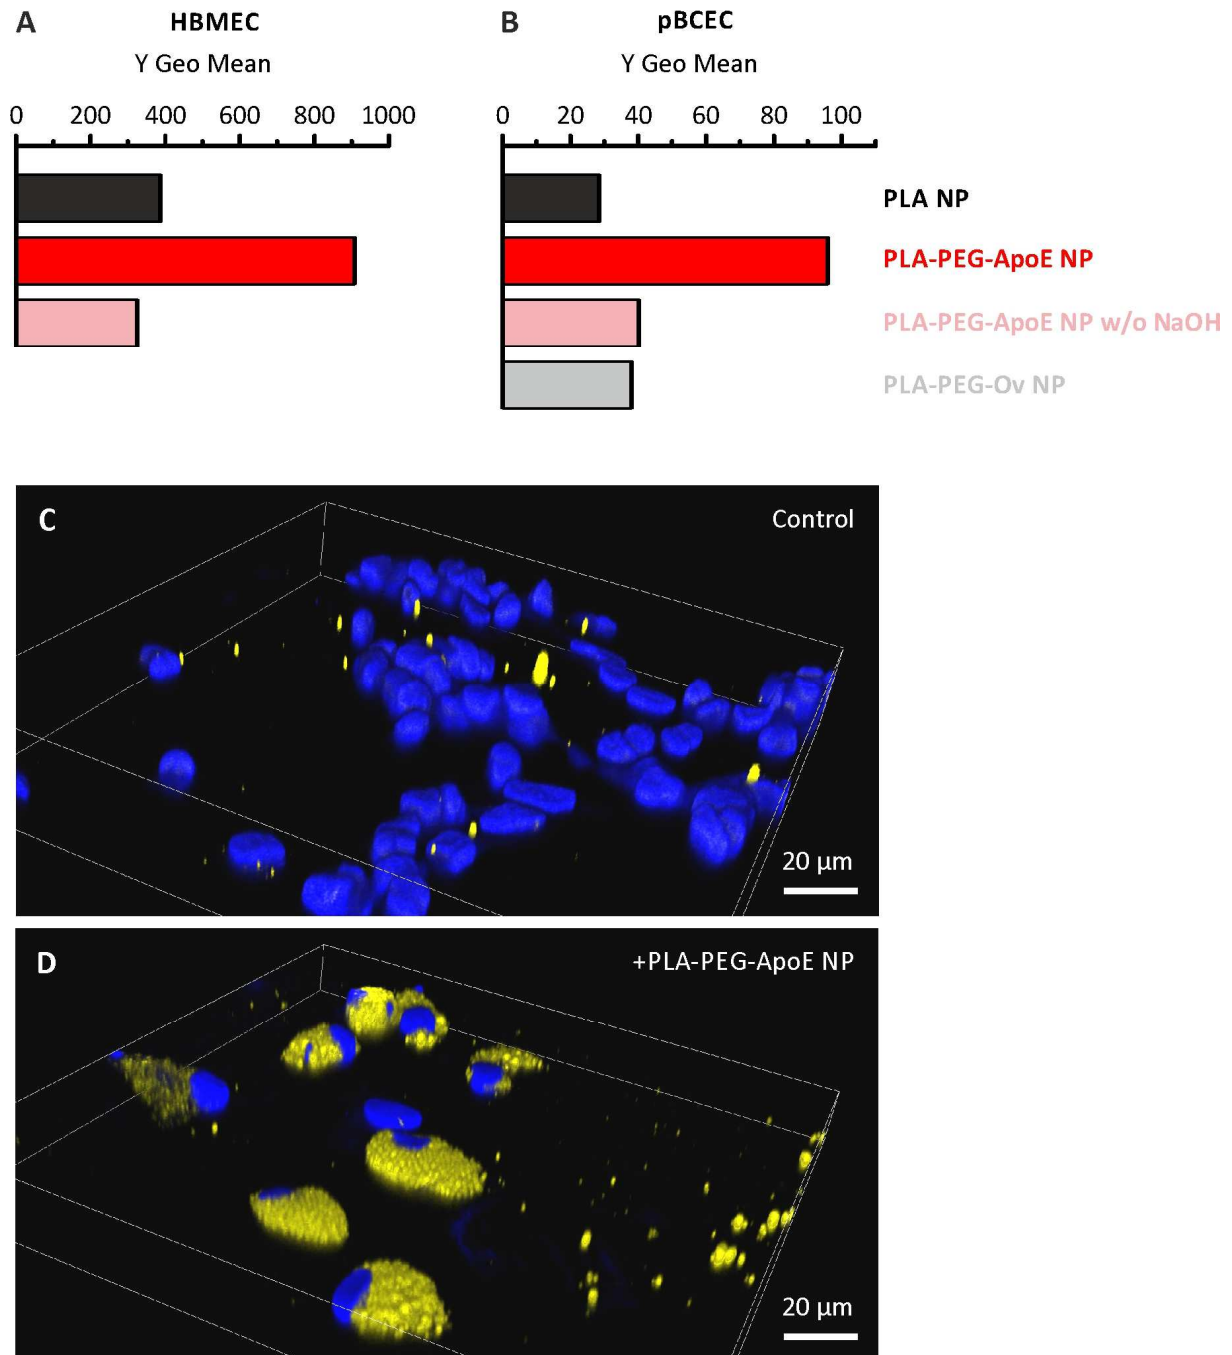 A
HBMEC
Y Geo Mean
0 200 400 600 800 1000
B
pBCEC
Y Geo Mean
0 20 40 60 80 100
PLA NP
PLA-PEG-ApoE NP
PLA-PEG-ApoE NP w/o NaOH
PLA-PEG-Ov NP
C
Control
20 µm
D
+PLA-PEG-ApoE NP
20 µm